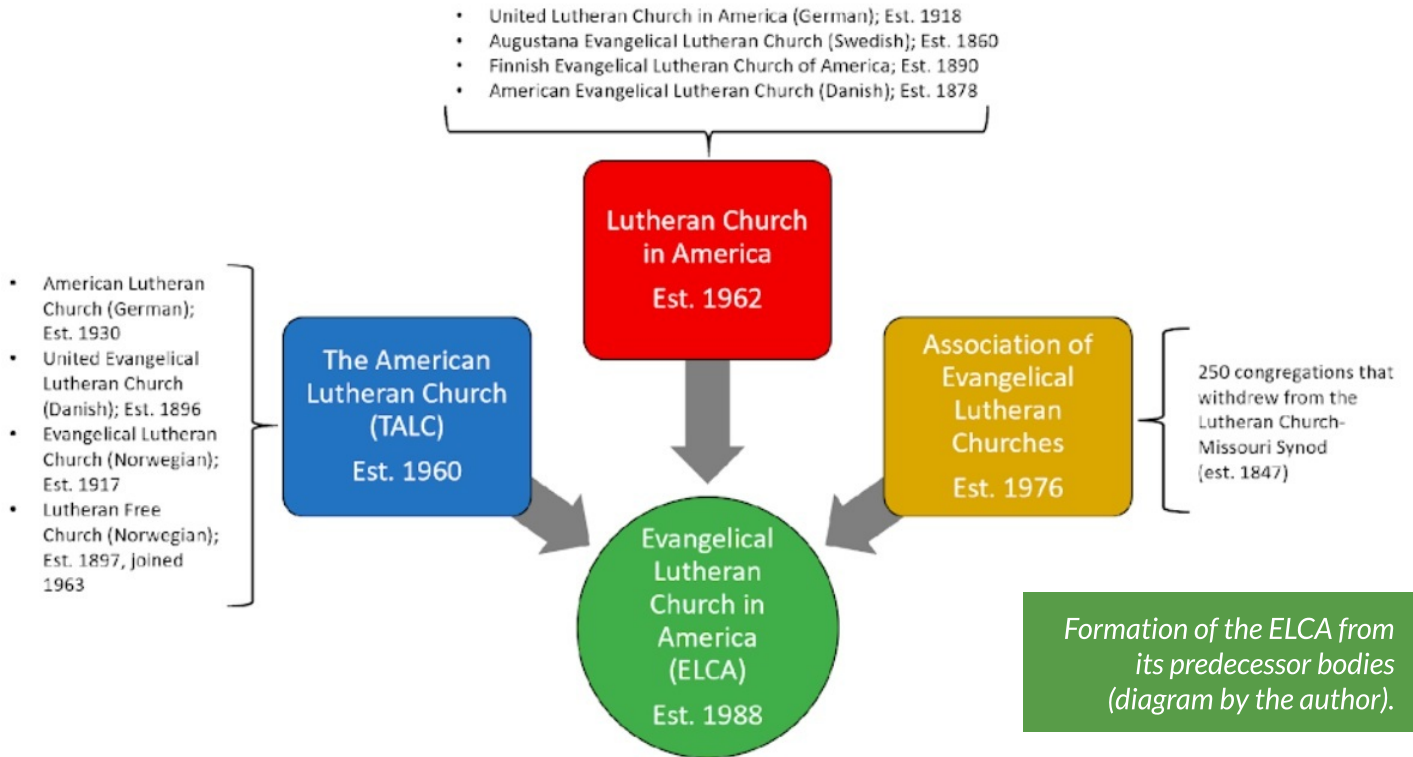 • United Lutheran Church in America (German); Est. 1918
• Augustana Evangelical Lutheran Church (Swedish); Est. 1860
• Finnish Evangelical Lutheran Church of America; Est. 1890
• American Evangelical Lutheran Church (Danish); Est. 1878
Lutheran Church
in America
Est. 1962
• American Lutheran
Church (German);
Est. 1930
• United Evangelical
Lutheran Church
(Danish); Est. 1896
• Evangelical Lutheran
Church (Norwegian);
Est. 1917
• Lutheran Free
Church (Norwegian);
Est. 1897, joined
1963
The American
Lutheran Church
(TALC)
Est. 1960
Association of
Evangelical
Lutheran
Churches
Est. 1976
250 congregations that
withdrew from the
Lutheran Church-
Missouri Synod
(est. 1847)
Evangelical
Lutheran
Church in
America
(ELCA)
Est. 1988
Formation of the ELCA from
its predecessor bodies
(diagram by the author).